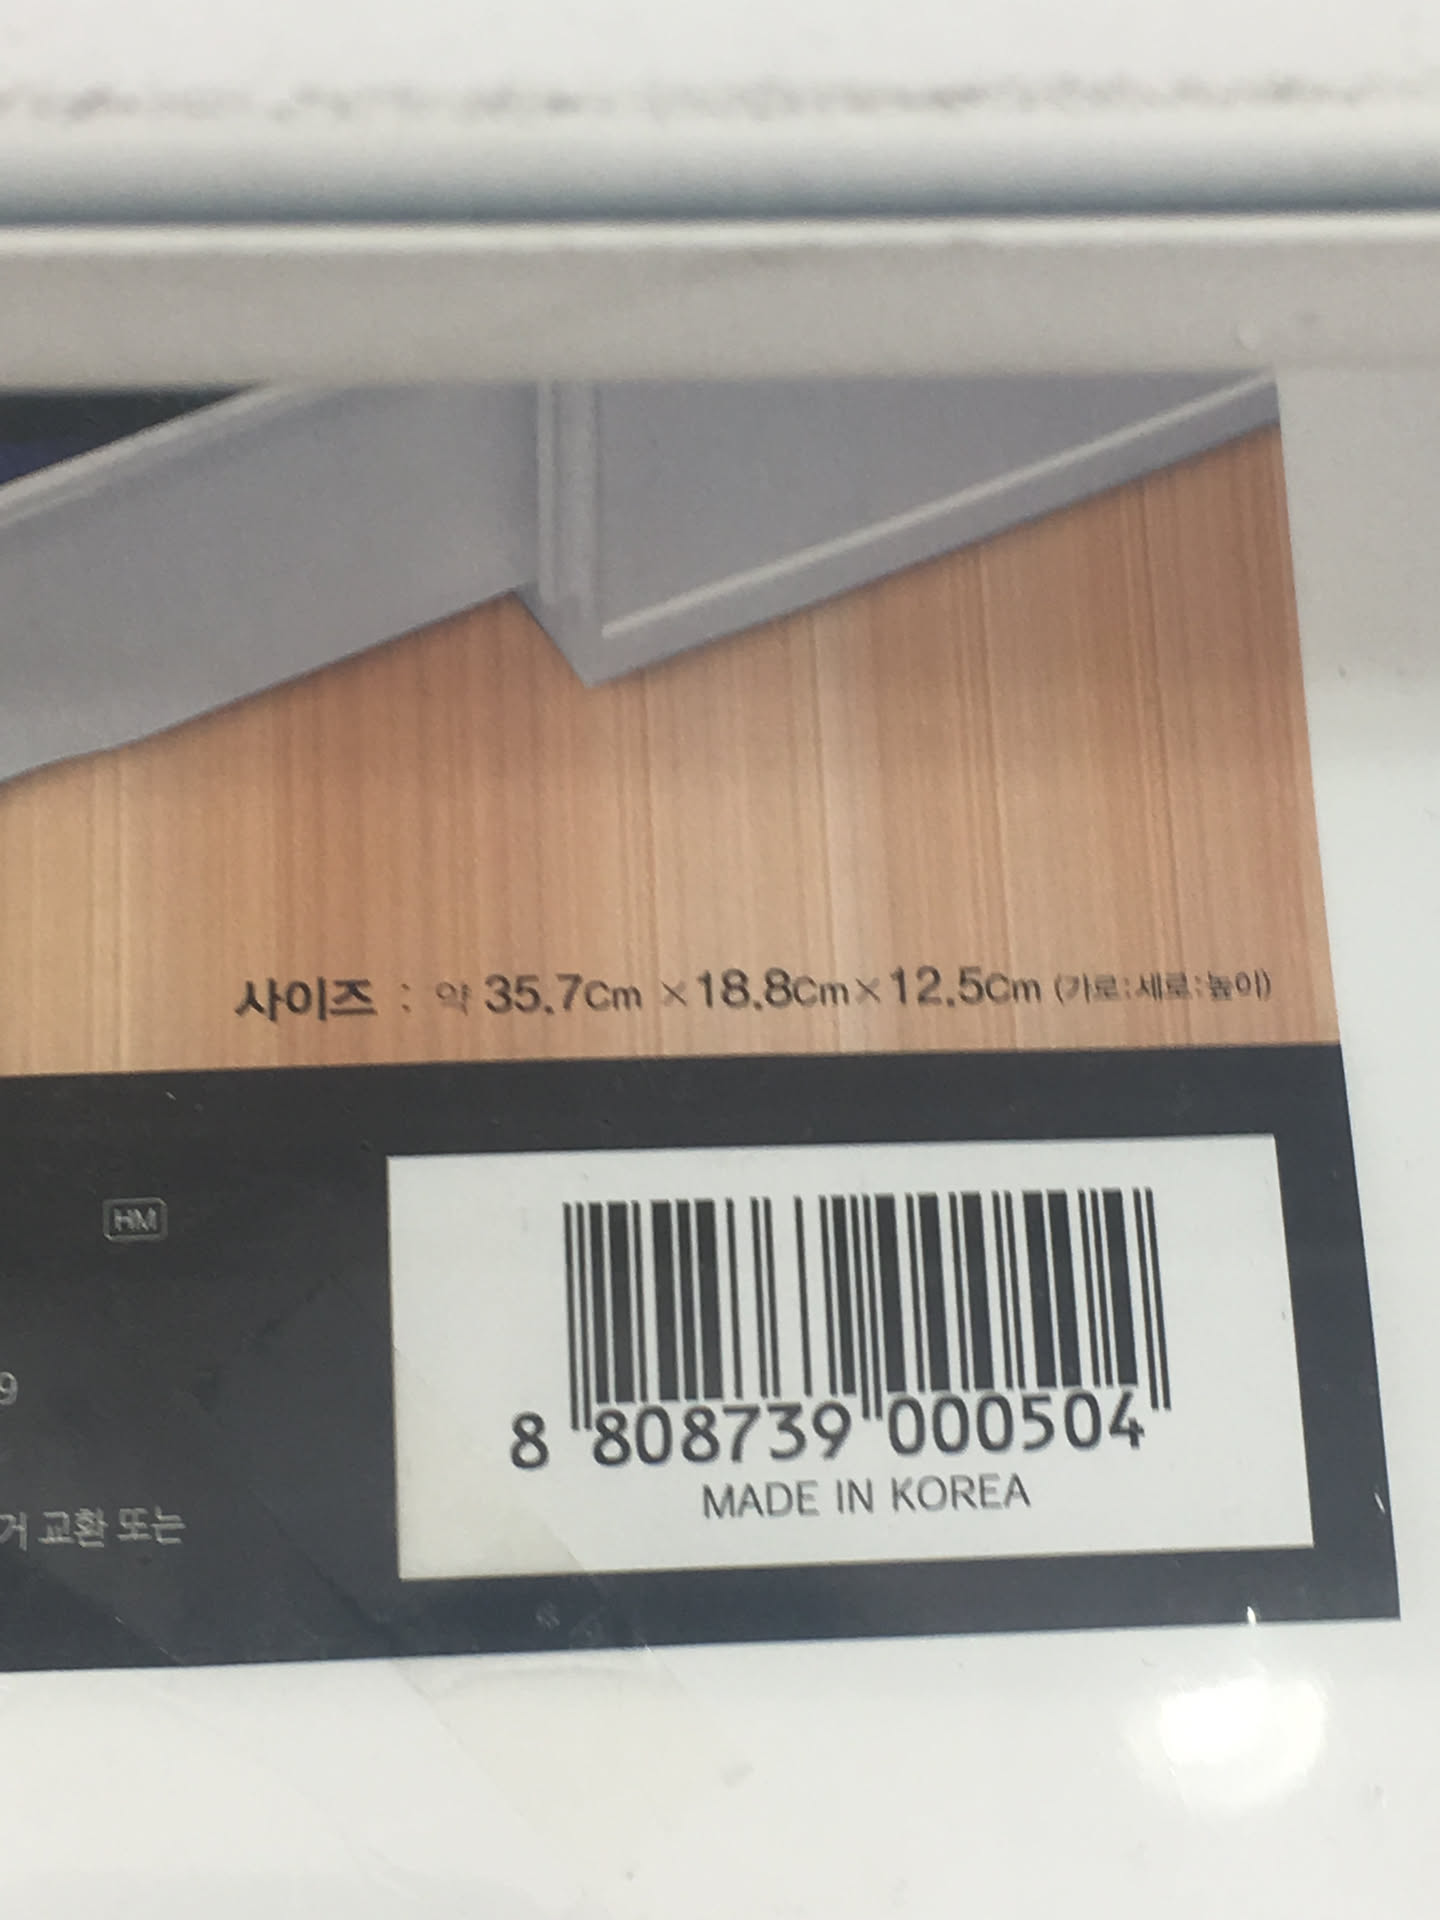 사이즈 : 약 35.7Cm ×18.8Cm×12.5Cm (가로:세로:높이)
HM
9
거 교환 또는
8 808739 000504
MADE IN KOREA